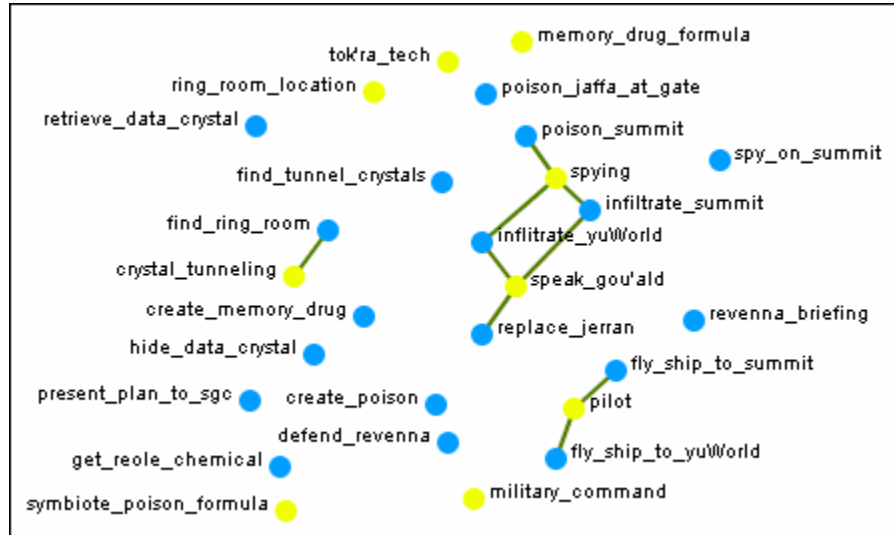 memory_drug_formula
tok'ra_tech
ring_room_location
poison_jaffa_at_gate
retrieve_data_crystal
poison_summit
spy_on_summit
spying
find_tunnel_crystals
infiltrate_summit
find_ring_room
inflitrate_yuWorld
crystal_tunneling
speak_gou'ald
create_memory_drug
revenna_briefing
replace_jerran
hide_data_crystal
fly_ship_to_summit
present_plan_to_sgc
create_poison
pilot
defend_revenna
get_reole_chemical
fly_ship_to_yuWorld
military_command
symbiote_poison_formula